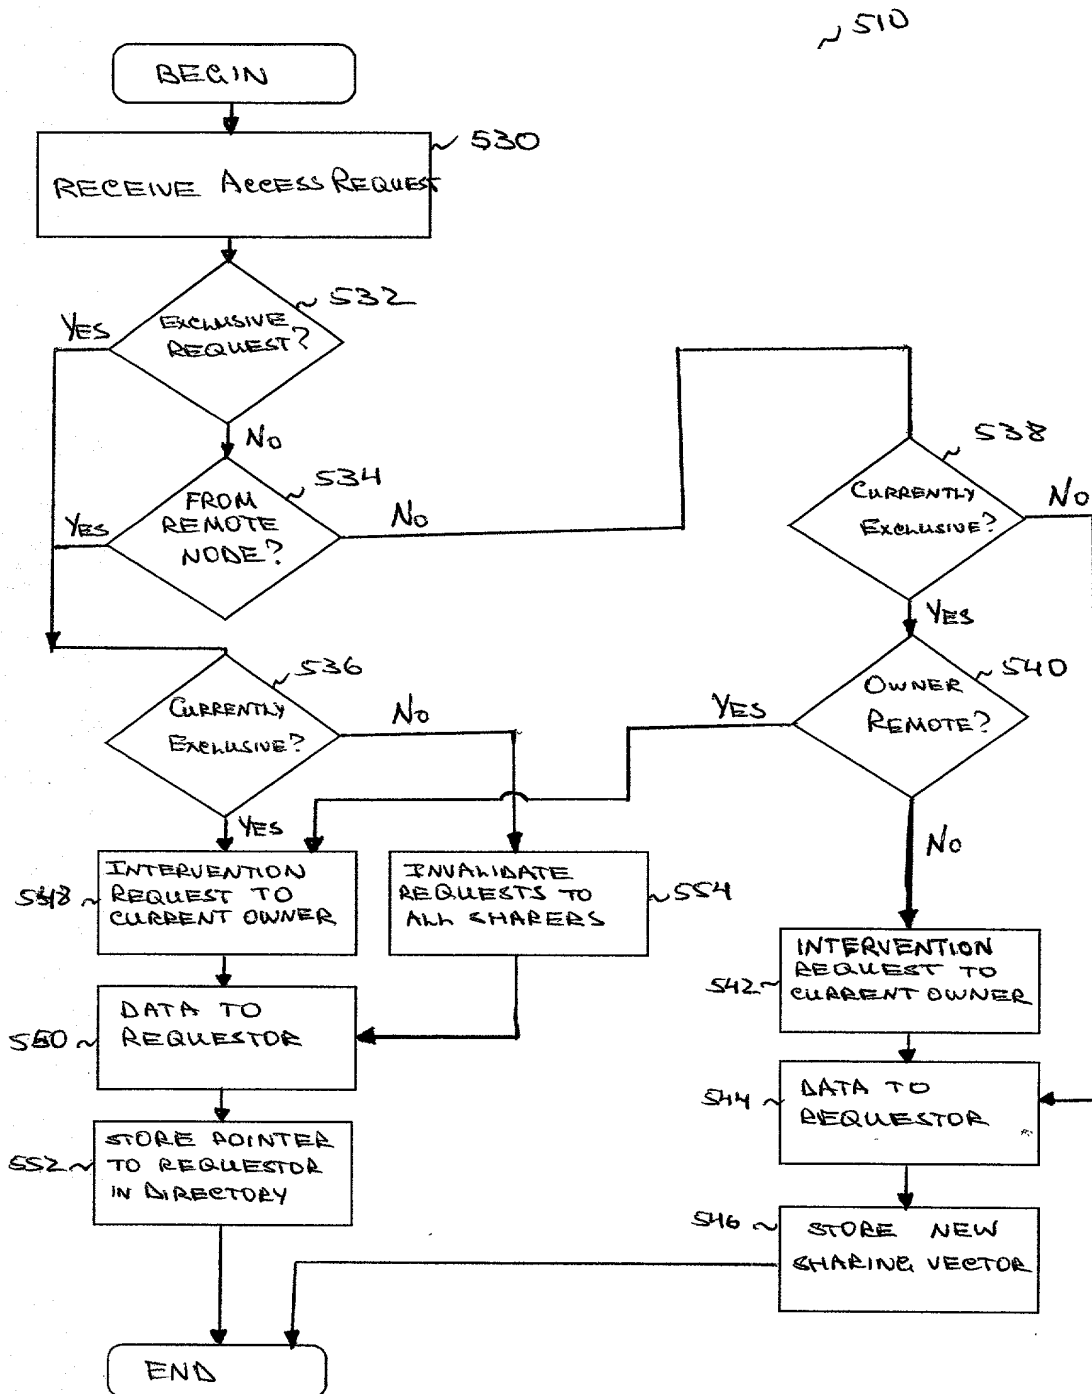 510
BEGIN
530
RECEIVE ACCESS REQUEST
532
EXCLUSIVE
REQUEST?
YES
NO
534
FROM
REMOTE
NODE?
YES
NO
538
CURRENTLY
EXCLUSIVE?
NO
YES
536
CURRENTLY
EXCLUSIVE?
NO
YES
540
OWNER
REMOTE?
YES
NO
548
INTERVENTION
REQUEST TO
CURRENT OWNER
INVALIDATE
REQUESTS TO
ALL SHARERS
554
542
INTERVENTION
REQUEST TO
CURRENT OWNER
550
DATA TO
REQUESTOR
544
DATA TO
REQUESTOR
552
STORE POINTER
TO REQUESTOR
IN DIRECTORY
546
STORE NEW
SHARING VECTOR
END